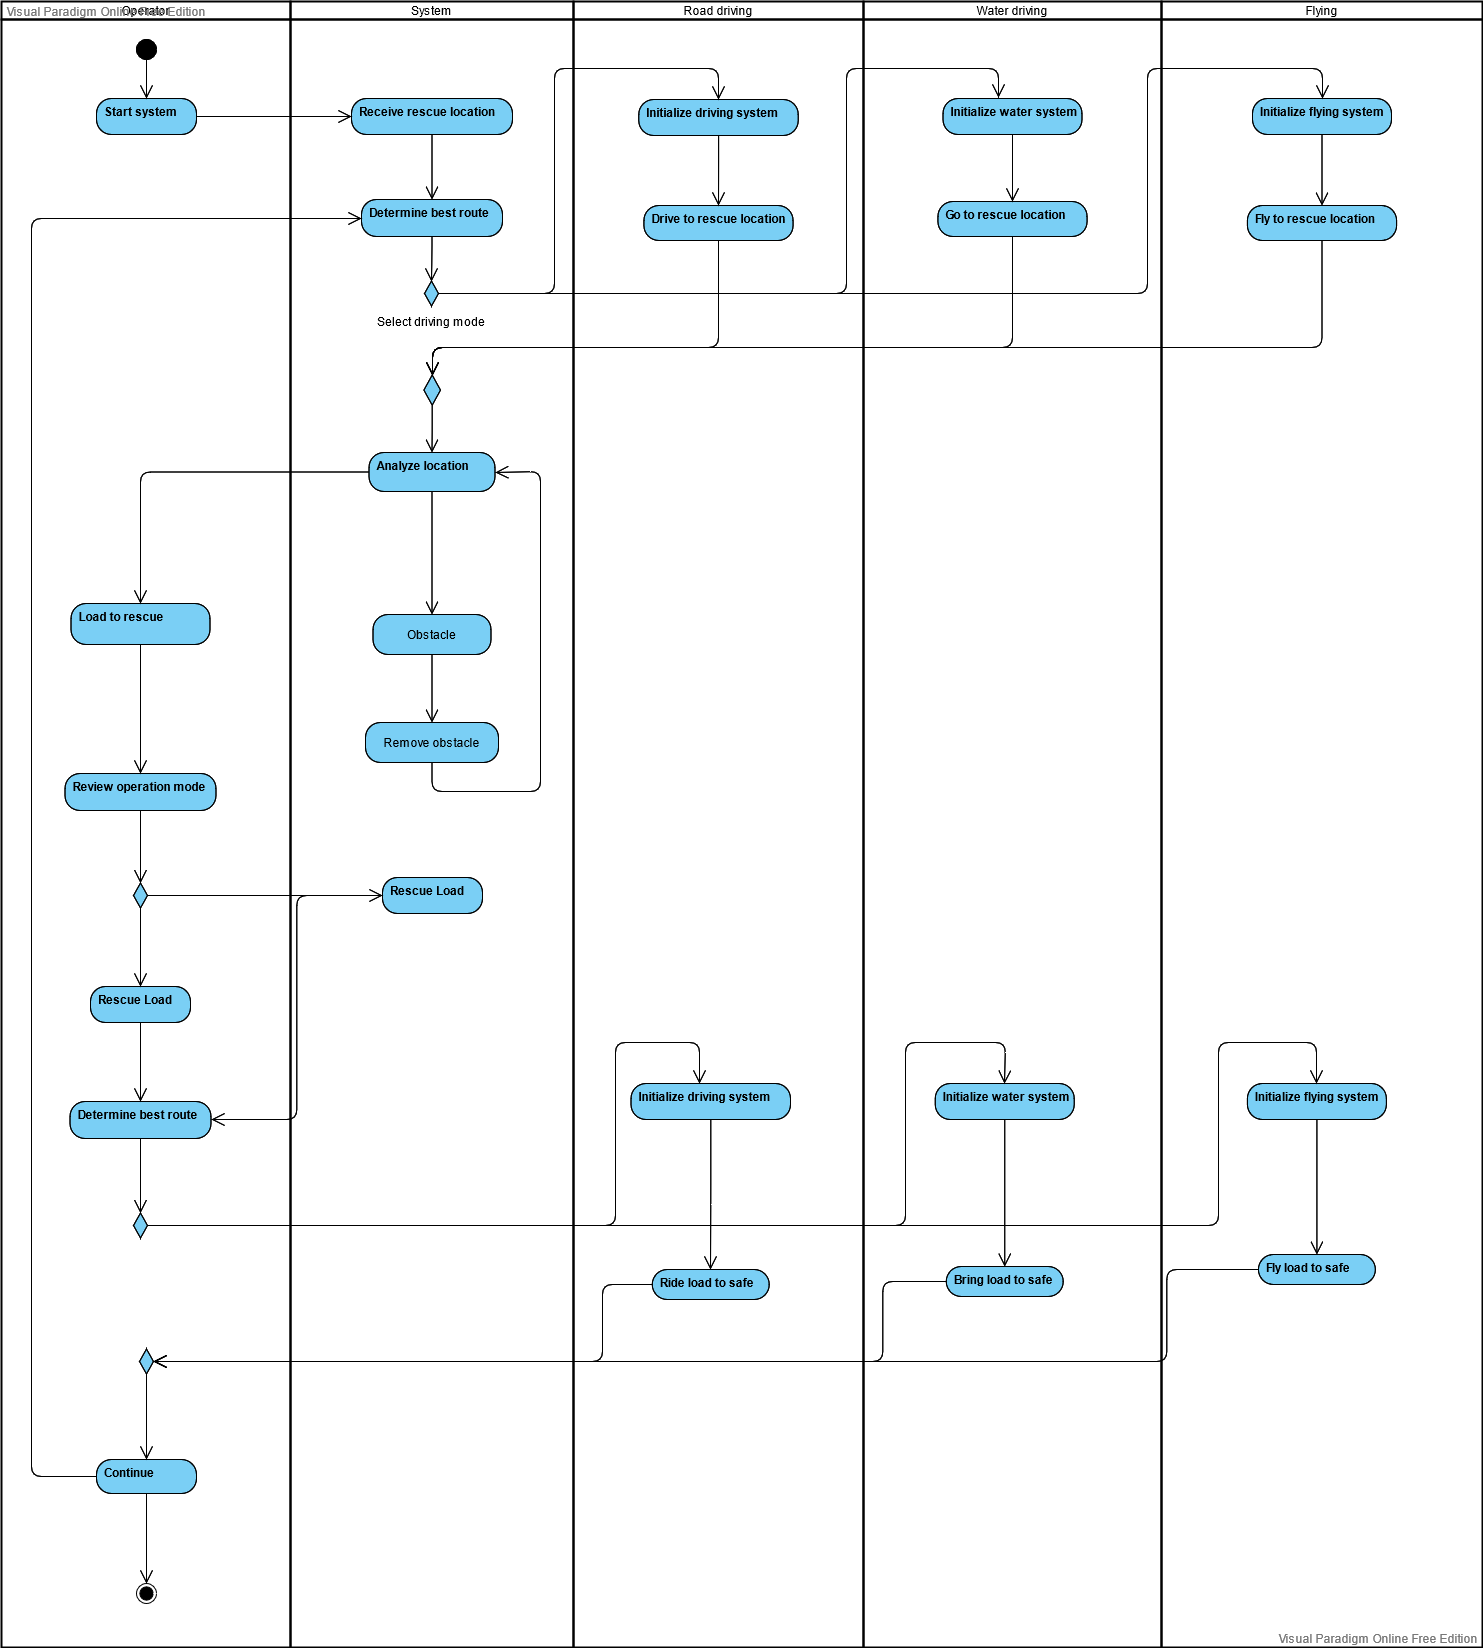 Visual Paradigm Online Free Edition
Operator
System
Road driving
Water driving
Flying
Start system
Receive rescue location
Initialize driving system
Initialize water system
Initialize flying system
Determine best route
Drive to rescue location
Go to rescue location
Fly to rescue location
Select driving mode
Analyze location
Load to rescue
Obstacle
Remove obstacle
Review operation mode
Rescue Load
Rescue Load
Initialize driving system
Initialize water system
Initialize flying system
Determine best route
Ride load to safe
Bring load to safe
Fly load to safe
Continue
Visual Paradigm Online Free Edition